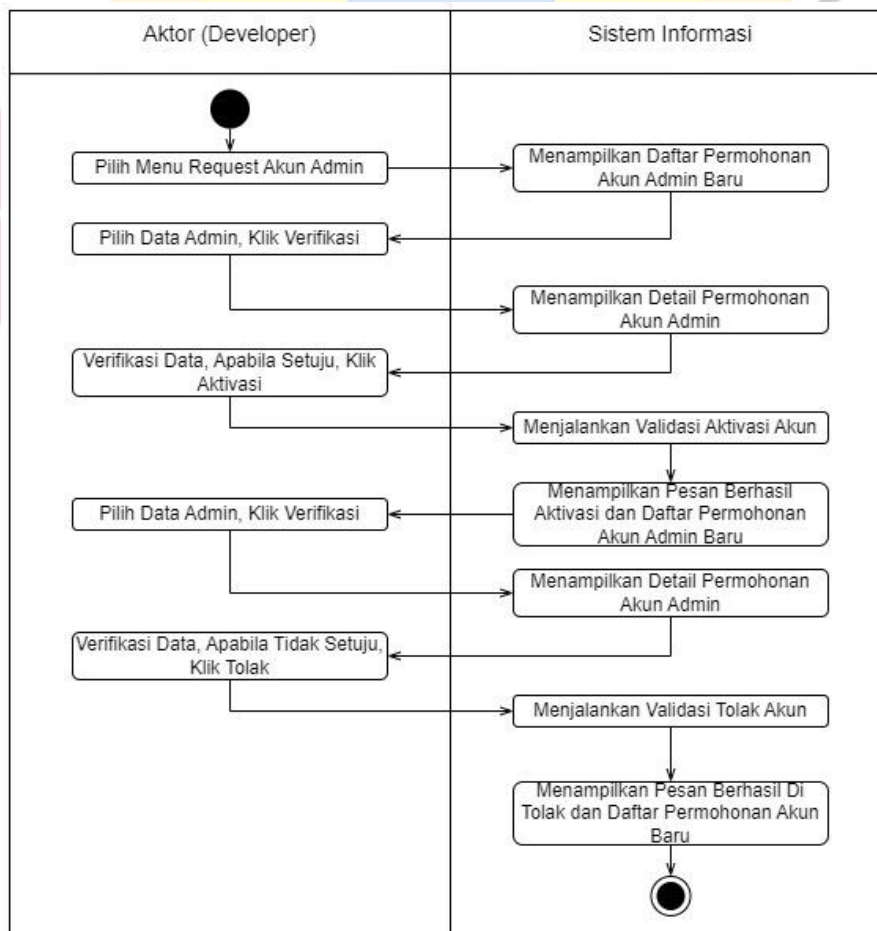 Aktor (Developer)
Sistem Informasi
Pilih Menu Request Akun Admin
Menampilkan Daftar Permohonan
Akun Admin Baru
Pilih Data Admin, Klik Verifikasi
Menampilkan Detail Permohonan
Akun Admin
Verifikasi Data, Apabila Setuju, Klik
Aktivasi
Menjalankan Validasi Aktivasi Akun
Menampilkan Pesan Berhasil
Aktivasi dan Daftar Permohonan
Akun Admin Baru
Pilih Data Admin, Klik Verifikasi
Menampilkan Detail Permohonan
Akun Admin
Verifikasi Data, Apabila Tidak Setuju,
Klik Tolak
Menjalankan Validasi Tolak Akun
Menampilkan Pesan Berhasil Di
Tolak dan Daftar Permohonan Akun
Baru